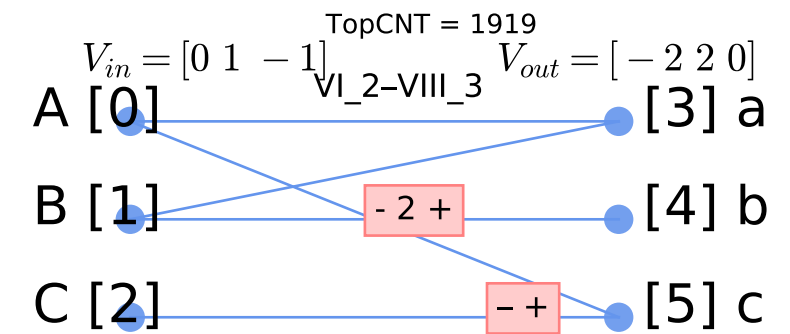 TopCNT = 1919
V_in = [0 1 −1] V_out = [−2 2 0]
VI_2–VIII_3
A [0] [3] a
B [1] - 2 + [4] b
C [2] – + [5] c